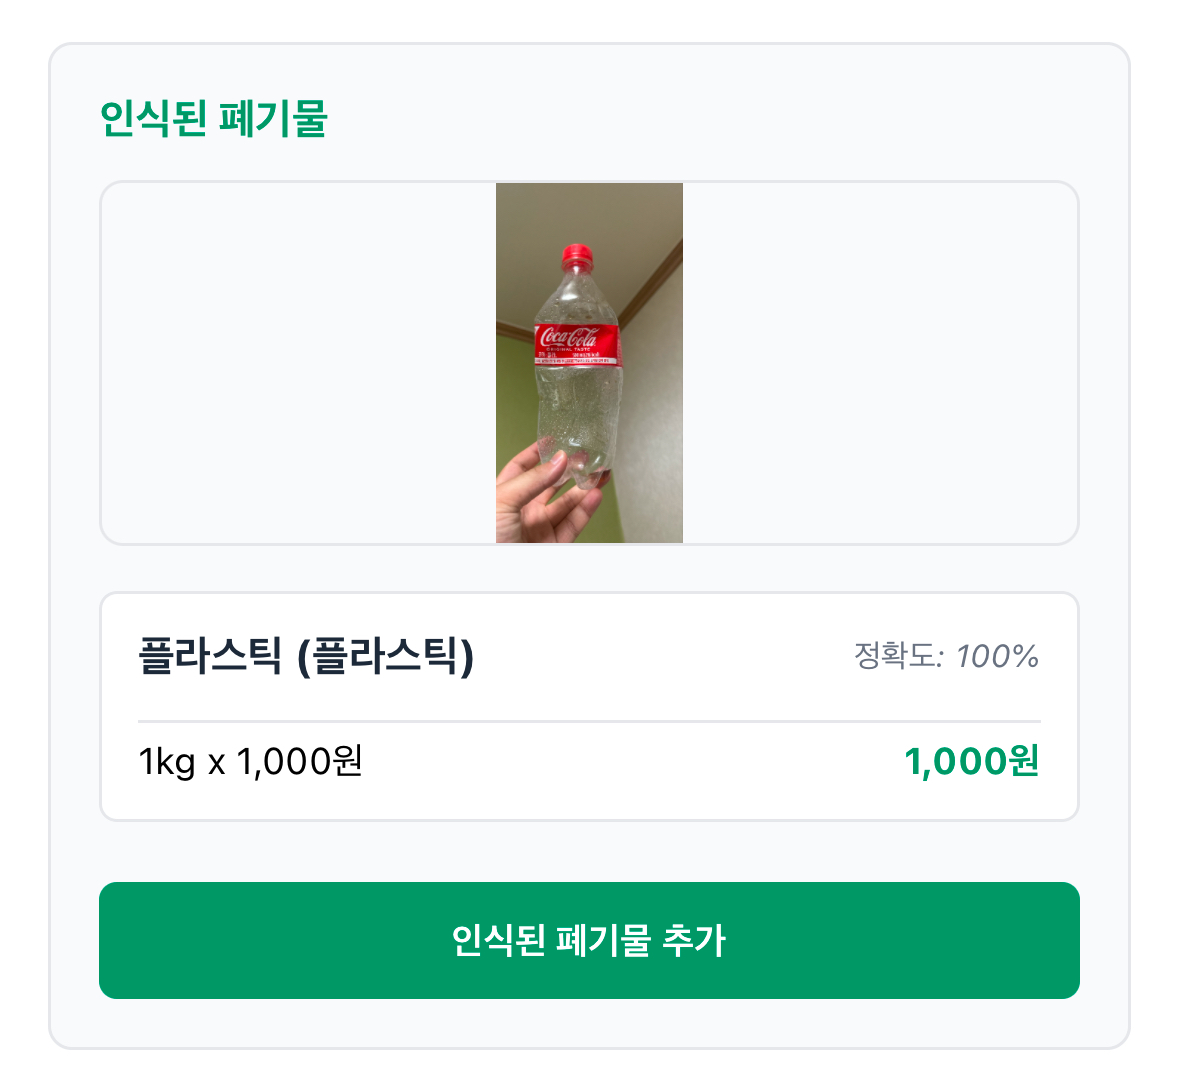 인식된 폐기물
Coca-Cola
ORIGINAL TASTE
플라스틱 (플라스틱)
정확도: 100%
1kg x 1,000원
1,000원
인식된 폐기물 추가